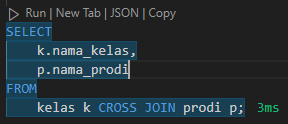 Run | New Tab | JSON | Copy
SELECT
k.nama_kelas,
p.nama_prodi
FROM
kelas k CROSS JOIN prodi p; 3ms